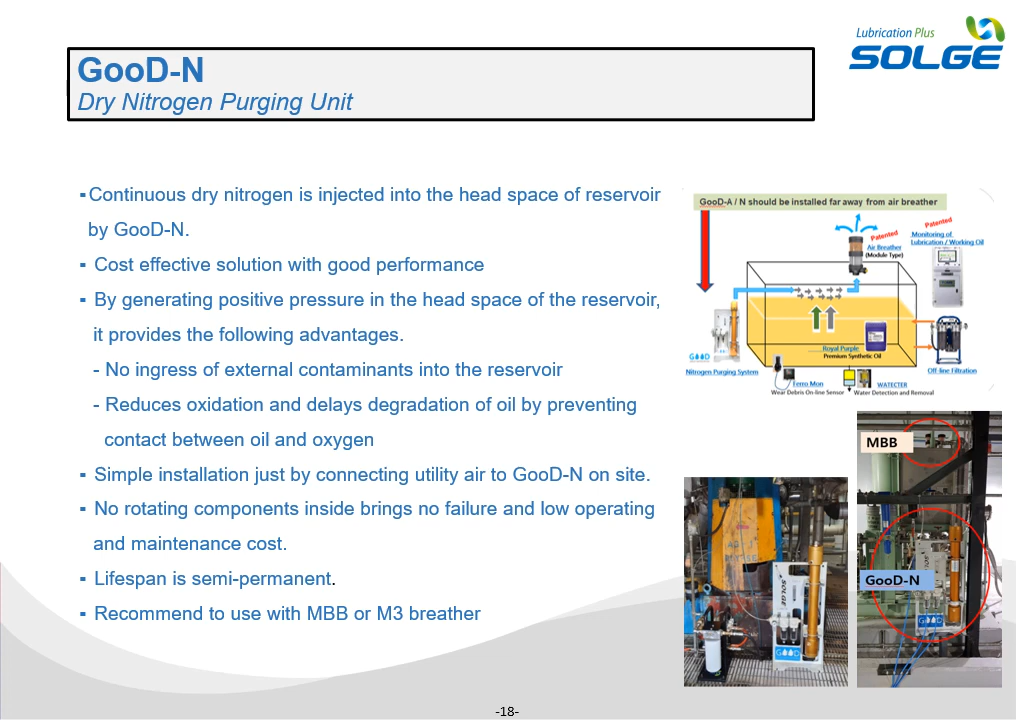 Lubrication Plus
SOLGE
GooD-N
Dry Nitrogen Purging Unit
▪Continuous dry nitrogen is injected into the head space of reservoir
by GooD-N.
▪ Cost effective solution with good performance
▪ By generating positive pressure in the head space of the reservoir,
it provides the following advantages.
- No ingress of external contaminants into the reservoir
- Reduces oxidation and delays degradation of oil by preventing
contact between oil and oxygen
▪ Simple installation just by connecting utility air to GooD-N on site.
▪ No rotating components inside brings no failure and low operating
and maintenance cost.
▪ Lifespan is semi-permanent.
▪ Recommend to use with MBB or M3 breather
GooD-A / N should be installed far away from air breather
Patented
Patented
Air Breather
(Module Type)
Monitoring of
Lubrication / Working Oil
Royal Purple
Premium Synthetic Oil
GOOD
Nitrogen Purging System
Off-line Filtration
Ferro Mon
Wear Debris On-line Sensor
WATECTER
Water Detection and Removal
MBB
GooD-N
SOLGE
GOOD
GOOD
-18-